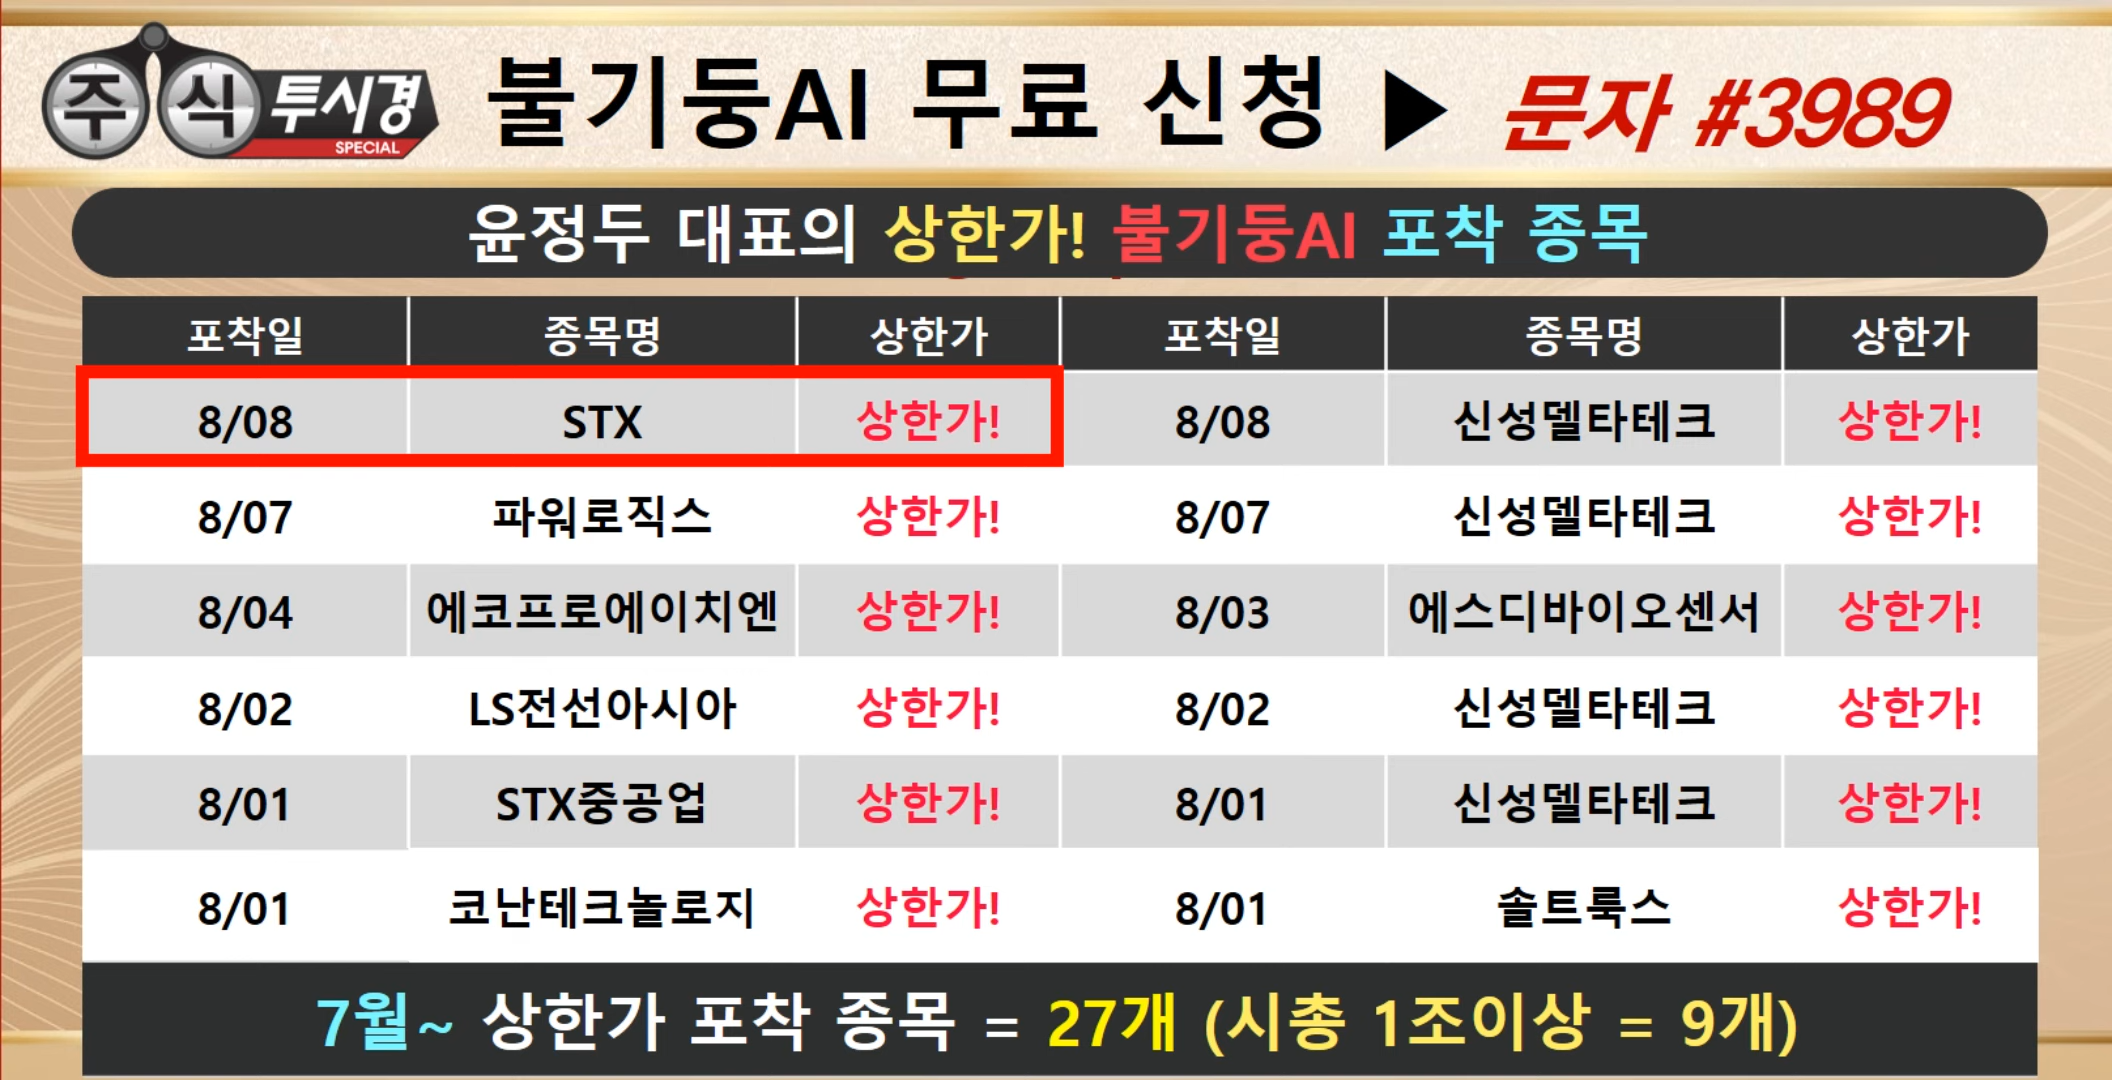 주식투시경 SPECIAL
불기둥AI 무료 신청 ▶ 문자 #3989
윤정두 대표의 상한가! 불기둥AI 포착 종목
포착일 종목명 상한가 포착일 종목명 상한가
8/08 STX 상한가! 8/08 신성델타테크 상한가!
8/07 파워로직스 상한가! 8/07 신성델타테크 상한가!
8/04 에코프로에이치엔 상한가! 8/03 에스디바이오센서 상한가!
8/02 LS전선아시아 상한가! 8/02 신성델타테크 상한가!
8/01 STX중공업 상한가! 8/01 신성델타테크 상한가!
8/01 코난테크놀로지 상한가! 8/01 솔트룩스 상한가!
7월~ 상한가 포착 종목 = 27개 (시총 1조이상 = 9개)